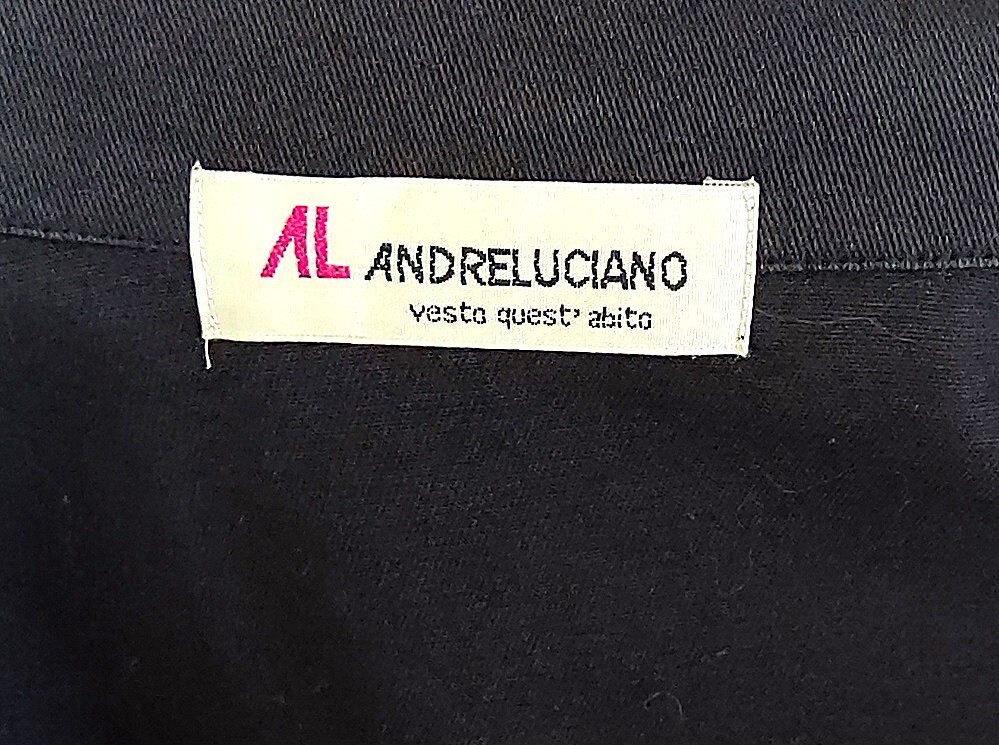 AL ANDRELUCIANO
vesto quest' abito